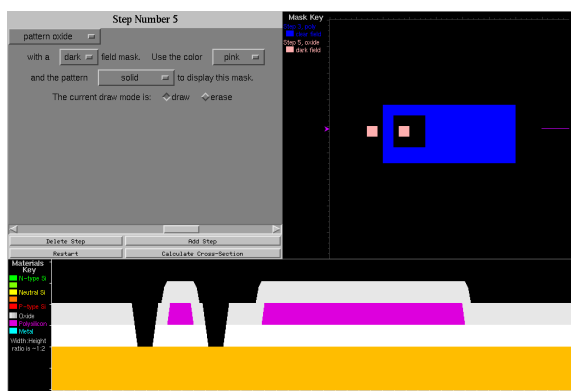 Step Number 5
pattern oxide
with a dark field mask. Use the color pink
and the pattern solid to display this mask.
The current draw mode is: draw erase
Delete Step Add Step
Restart Calculate Cross-Section
Mask Key
Step 5, oxide
dark field
Materials
Key
N-type Si
Neutral Si
P-type Si
Oxide
Polysilicon
Metal
Width:Height
ratio is ~1:2